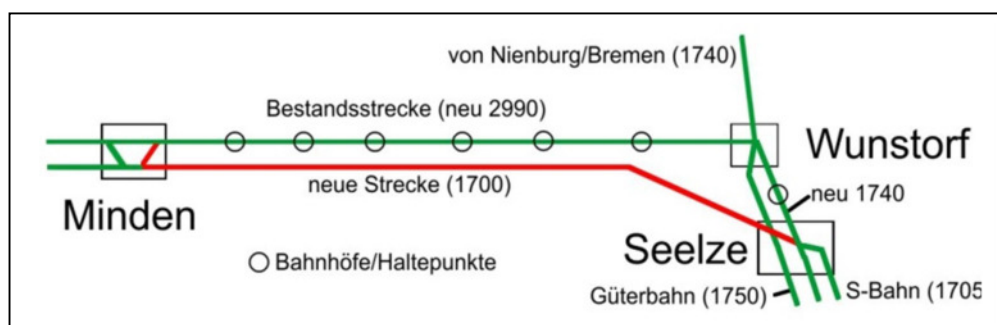 von Nienburg/Bremen (1740)
Bestandsstrecke (neu 2990)
Wunstorf
neue Strecke (1700)
neu 1740
Minden
Seelze
Bahnhöfe/Haltepunkte
Güterbahn (1750)
S-Bahn (1705